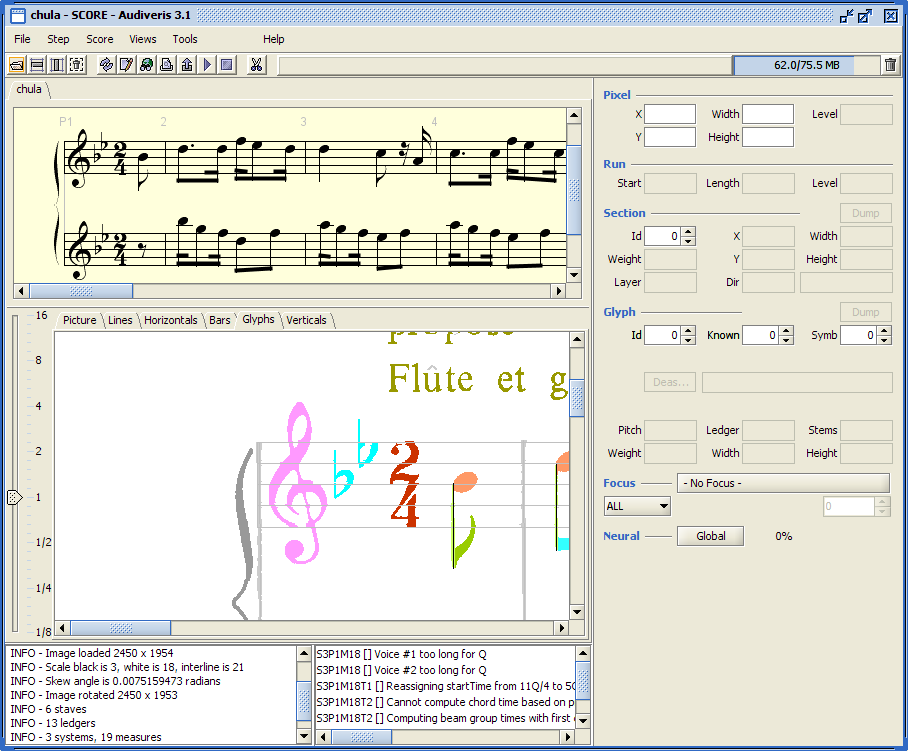 chula - SCORE - Audiveris 3.1
File Step Score Views Tools Help
62.0/75.5 MB
chula
P1 2 3 4
2 4
2 4
16
8
4
2
1
1/2
1/4
1/8
Picture Lines Horizontals Bars Glyphs Verticals
Flûte et g
2 4
INFO - Image loaded 2450 x 1954
INFO - Scale black is 3, white is 18, interline is 21
INFO - Skew angle is 0.0075159473 radians
INFO - Image rotated 2450 x 1953
INFO - 6 staves
INFO - 13 ledgers
INFO - 3 systems, 19 measures
S3P1M18 [] Voice #1 too long for Q
S3P1M18 [] Voice #2 too long for Q
S3P1M18T1 [] Reassigning startTime from 11Q/4 to 5Q
S3P1M18T2 [] Cannot compute chord time based on p
S3P1M18T2 [] Computing beam group times with first
Pixel
X Width Level
Y Height
Run
Start Length Level
Section Dump
Id 0 X Width
Weight Y Height
Layer Dir
Glyph Dump
Id 0 Known 0 Symb 0
Deas...
Pitch Ledger Stems
Weight Width Height
Focus - No Focus -
ALL 0
Neural Global 0%